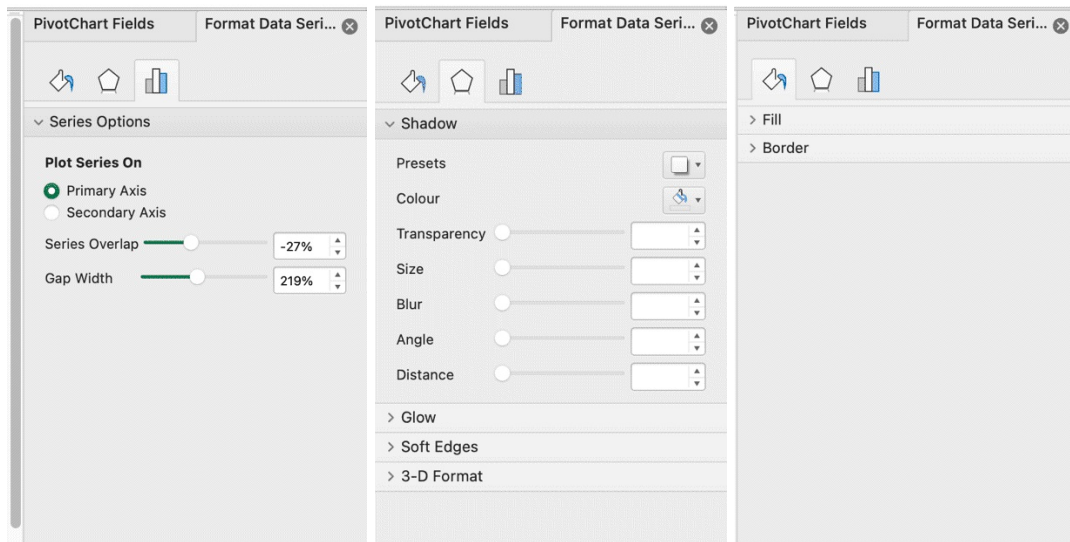 PivotChart Fields
Format Data Seri...
Series Options
Plot Series On
Primary Axis
Secondary Axis
Series Overlap
-27%
Gap Width
219%
PivotChart Fields
Format Data Seri...
Shadow
Presets
Colour
Transparency
Size
Blur
Angle
Distance
Glow
Soft Edges
3-D Format
PivotChart Fields
Format Data Seri...
Fill
Border